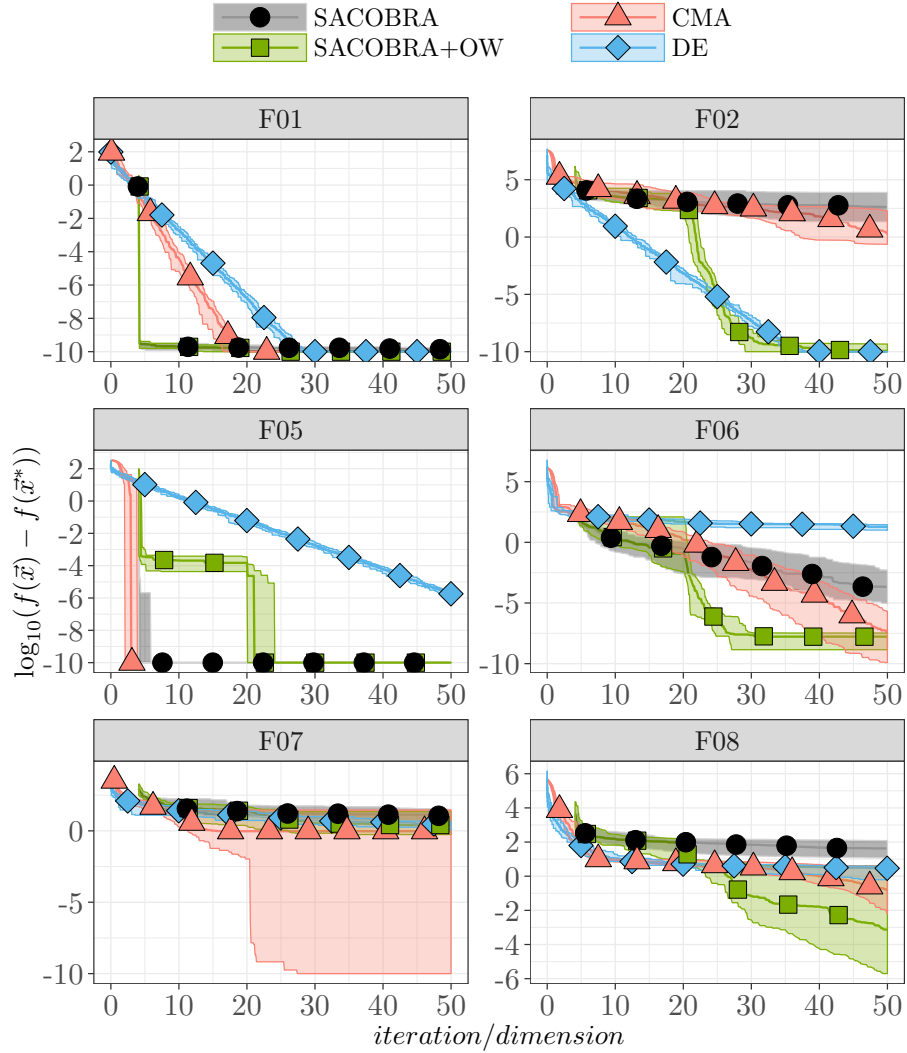 SACOBRA CMA
SACOBRA+OW DE
F01 F02
2
0
-2
-4
-6
-8
-10
0 10 20 30 40 50
5
0
-5
-10
0 10 20 30 40 50
F05 F06
2
0
-2
-4
-6
-8
-10
0 10 20 30 40 50
5
0
-5
-10
0 10 20 30 40 50
F07 F08
0
-5
-10
0 10 20 30 40 50
6
4
2
0
-2
-4
-6
0 10 20 30 40 50
log₁₀(f(x⃗) − f(x⃗*))
iteration/dimension